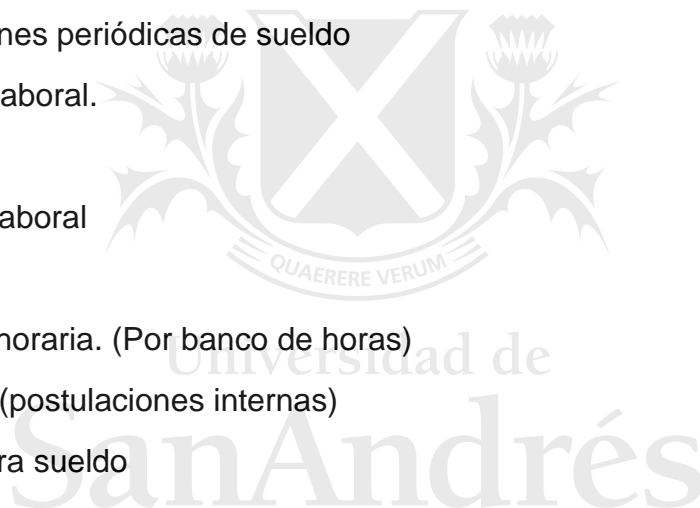 nes periódicas de sueldo
aboral.
aboral
QUAERERE VERUM
horaria. (Por banco de horas)
Universidad de
(postulaciones internas)
SanAndrés
ra sueldo